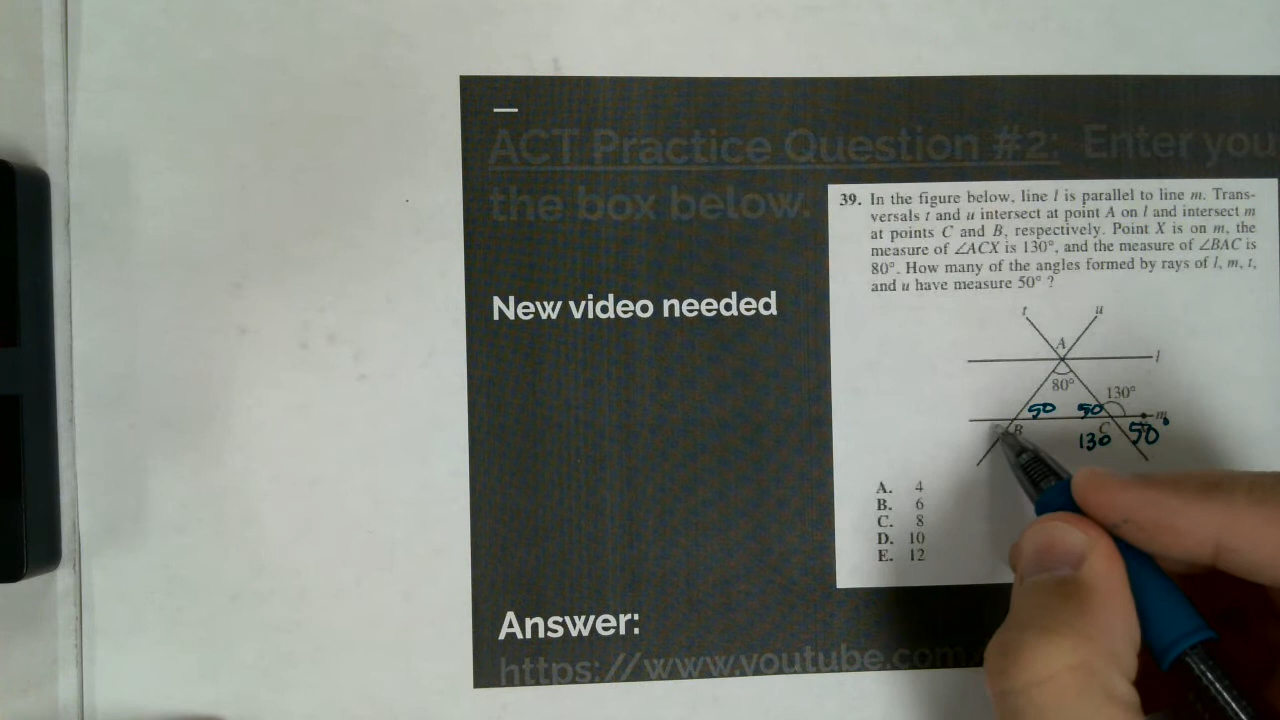 ACT Practice Question #2: Enter you
the box below.
39. In the figure below, line l is parallel to line m. Trans-
versals t and u intersect at point A on l and intersect m
at points C and B, respectively. Point X is on m, the
measure of ∠ACX is 130°, and the measure of ∠BAC is
80°. How many of the angles formed by rays of l, m, t,
and u have measure 50° ?
New video needed
t u
A
l
80° 130°
50 50 m
B C
130 50°
A. 4
B. 6
C. 8
D. 10
E. 12
Answer:
https://www.youtube.com